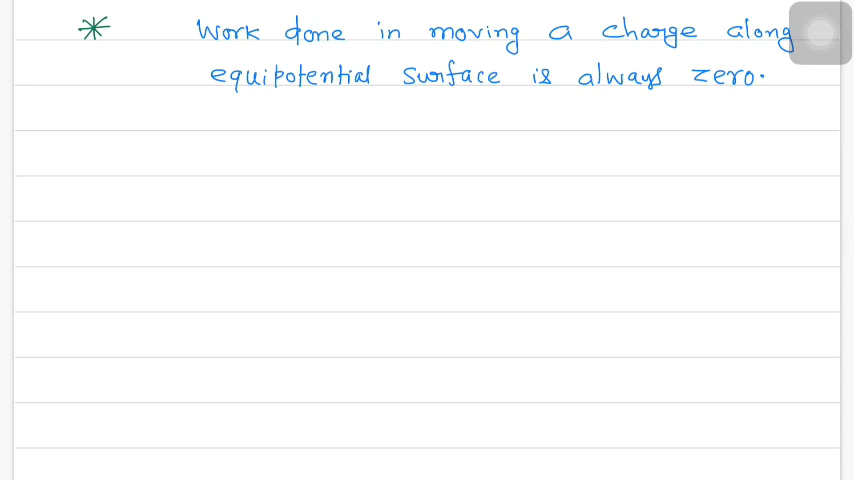 * Work done in moving a charge along
equipotential surface is always zero.